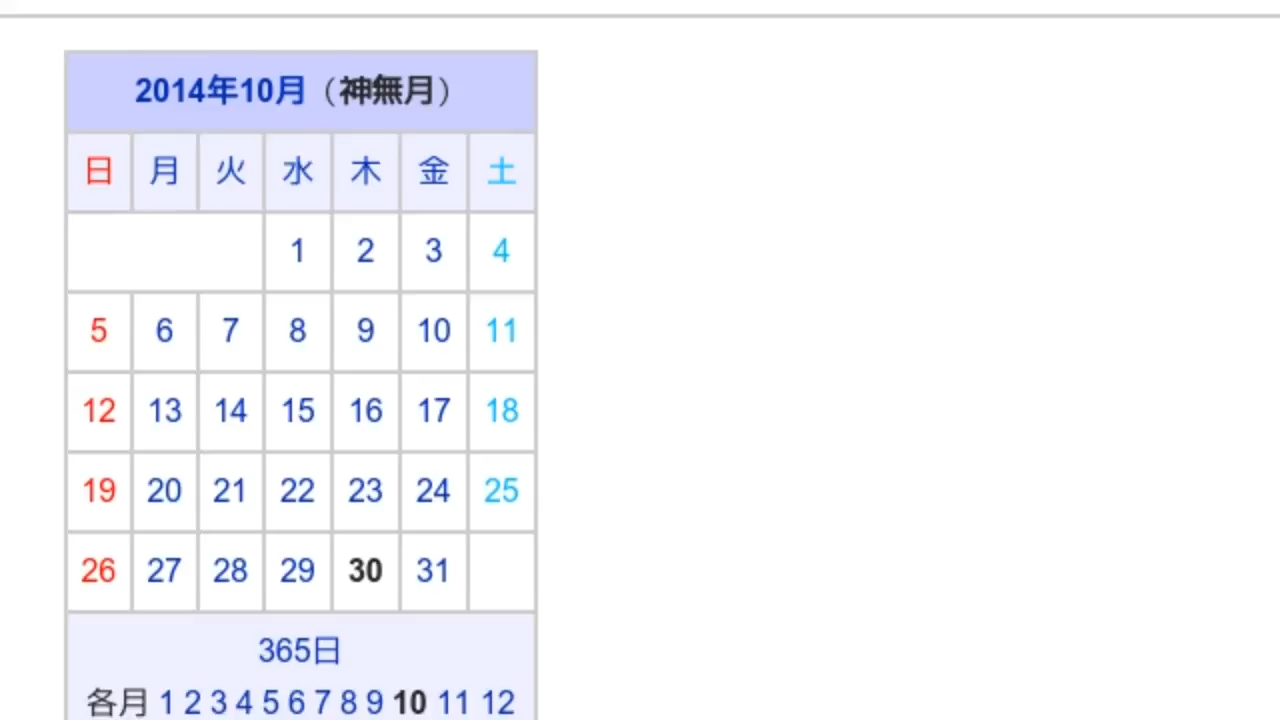 2014年10月（神無月）
日 月 火 水 木 金 土
1 2 3 4
5 6 7 8 9 10 11
12 13 14 15 16 17 18
19 20 21 22 23 24 25
26 27 28 29 30 31
365日
各月 1 2 3 4 5 6 7 8 9 10 11 12